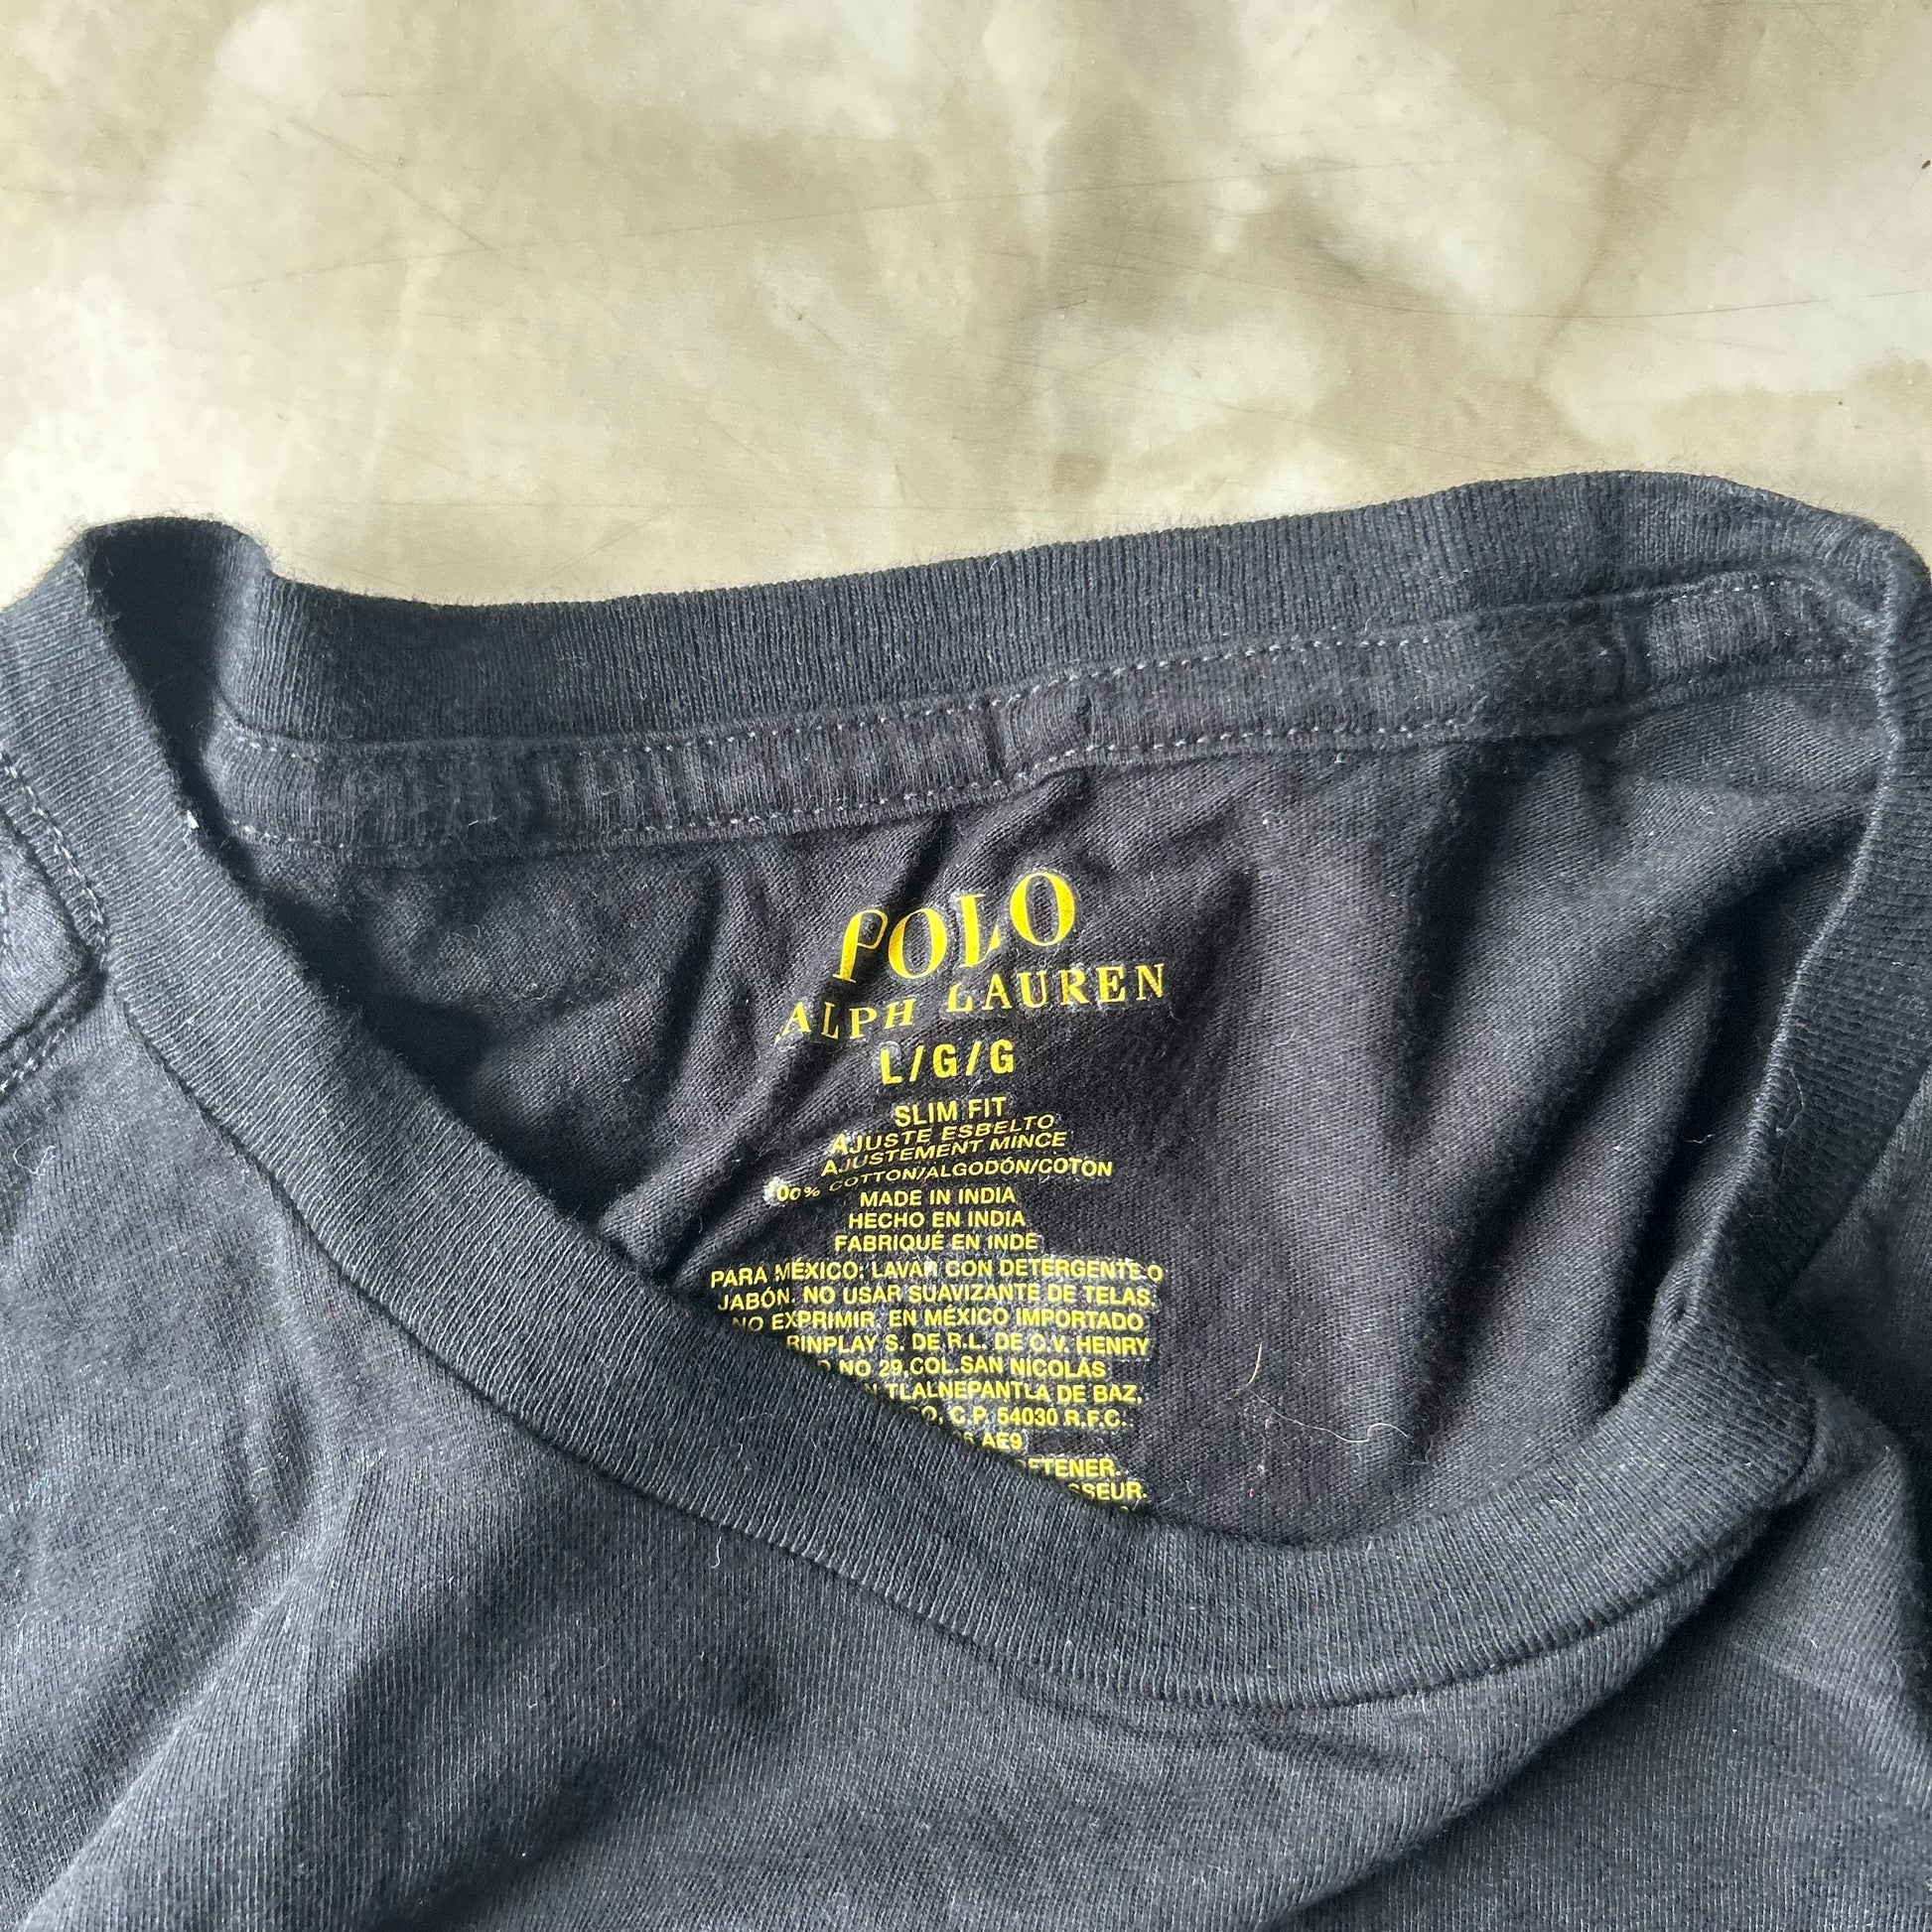 POLO
ALPH LAUREN
L/G/G
SLIM FIT
AJUSTE ESBELTO
AJUSTEMENT MINCE
100% COTTON/ALGODÓN/COTON
MADE IN INDIA
HECHO EN INDIA
FABRIQUÉ EN INDE
PARA MÉXICO: LAVAR CON DETERGENTE O
JABÓN. NO USAR SUAVIZANTE DE TELAS.
NO EXPRIMIR. EN MÉXICO IMPORTADO
RINPLAY S. DE R.L. DE C.V. HENRY
NO 29,COL.SAN NICOLÁS
TLALNEPANTLA DE BAZ,
C.P. 54030 R.F.C.
AE9